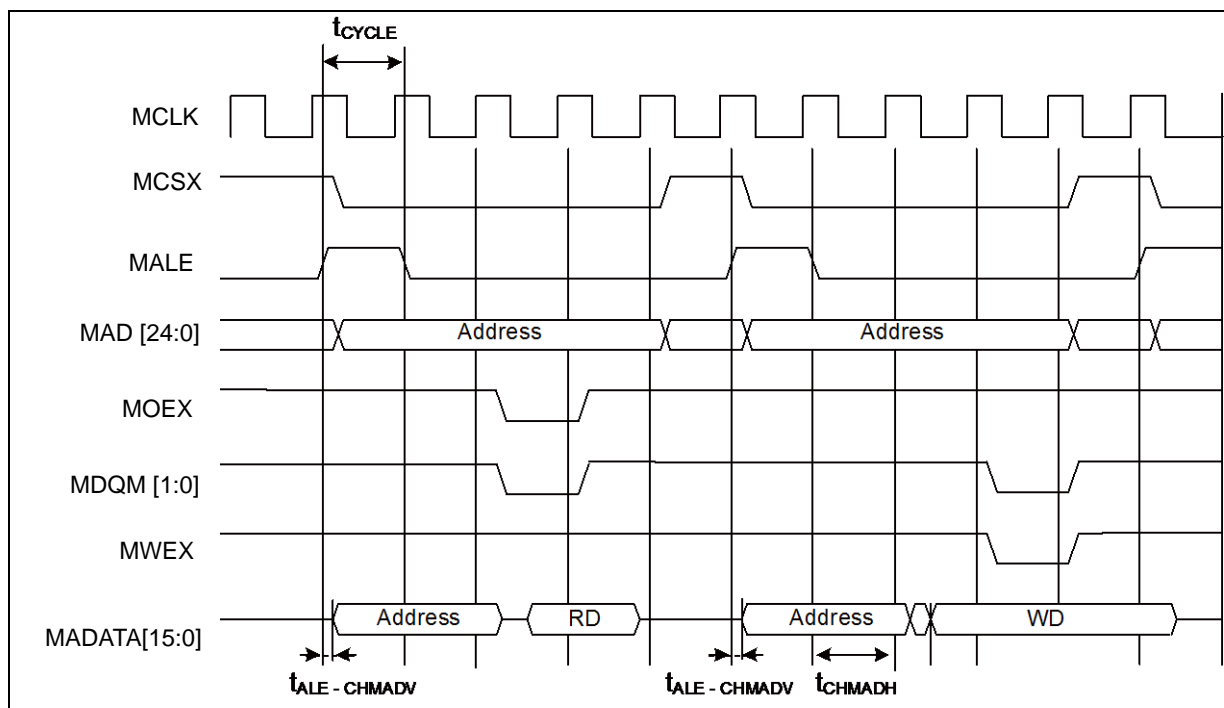 tCYCLE
MCLK
MCSX
MALE
MAD [24:0] Address Address
MOEX
MDQM [1:0]
MWEX
MADATA[15:0] Address RD Address WD
tALE - CHMADV tALE - CHMADV tCHMADH